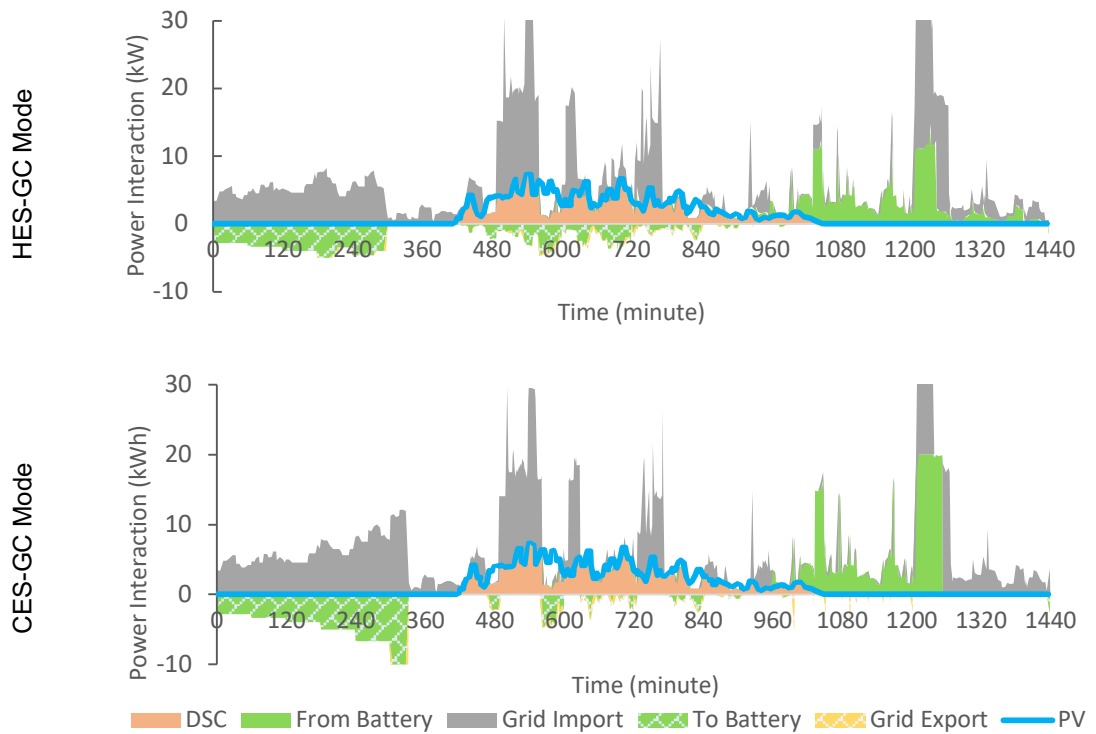 HES-GC Mode
Power Interaction (kW)
30
20
10
0
-10
0 120 240 360 480 600 720 840 960 1080 1200 1320 1440
Time (minute)
CES-GC Mode
Power Interaction (kWh)
30
20
10
0
-10
0 120 240 360 480 600 720 840 960 1080 1200 1320 1440
Time (minute)
DSC From Battery Grid Import To Battery Grid Export PV